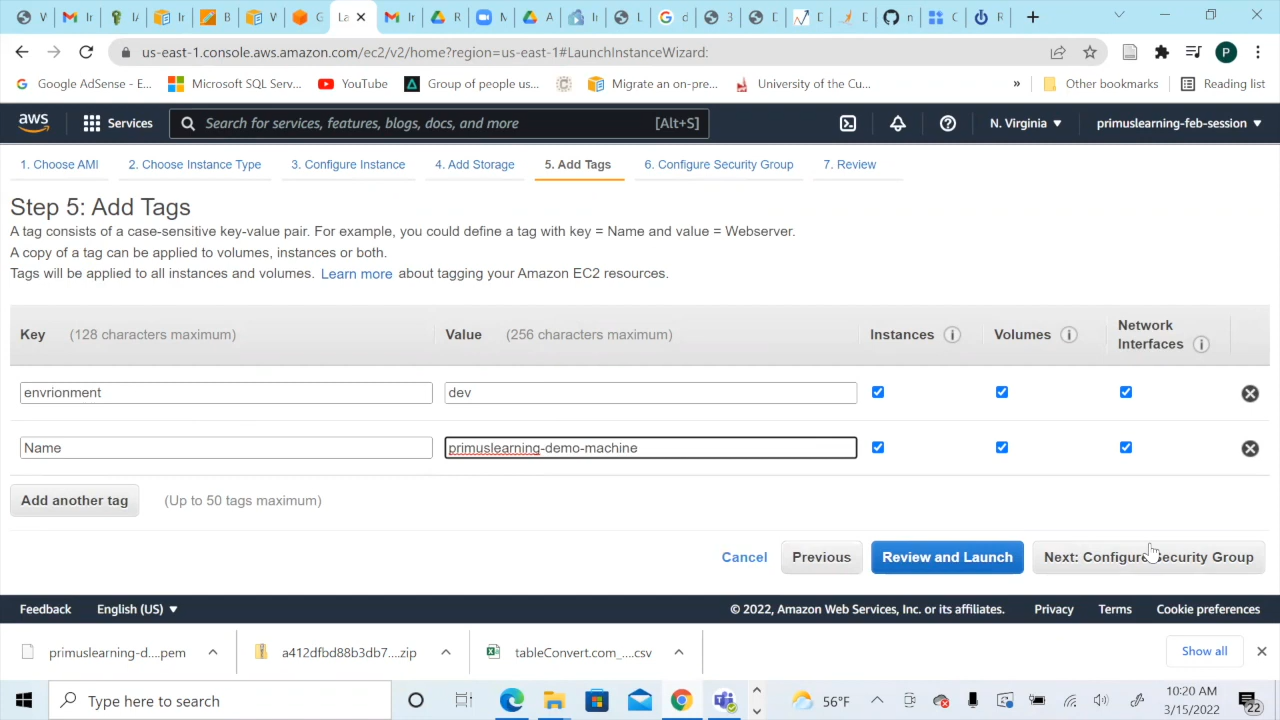 us-east-1.console.aws.amazon.com/ec2/v2/home?region=us-east-1#LaunchInstanceWizard:
P
Google AdSense - E...
Microsoft SQL Serv...
YouTube
Group of people us...
Migrate an on-pre...
University of the Cu...
»
Other bookmarks
Reading list
aws
Services
Search for services, features, blogs, docs, and more
[Alt+S]
N. Virginia
primuslearning-feb-session
1. Choose AMI
2. Choose Instance Type
3. Configure Instance
4. Add Storage
5. Add Tags
6. Configure Security Group
7. Review
Step 5: Add Tags
A tag consists of a case-sensitive key-value pair. For example, you could define a tag with key = Name and value = Webserver.
A copy of a tag can be applied to volumes, instances or both.
Tags will be applied to all instances and volumes. Learn more about tagging your Amazon EC2 resources.
Key (128 characters maximum)
Value (256 characters maximum)
Instances
Volumes
Network
Interfaces
envrionment
dev
Name
primuslearning-demo-machine
Add another tag
(Up to 50 tags maximum)
Cancel
Previous
Review and Launch
Next: Configure Security Group
Feedback
English (US)
© 2022, Amazon Web Services, Inc. or its affiliates.
Privacy
Terms
Cookie preferences
primuslearning-d....pem
a412dfbd88b3db7....zip
tableConvert.com_....csv
Show all
Type here to search
56°F
10:20 AM
3/15/2022
22